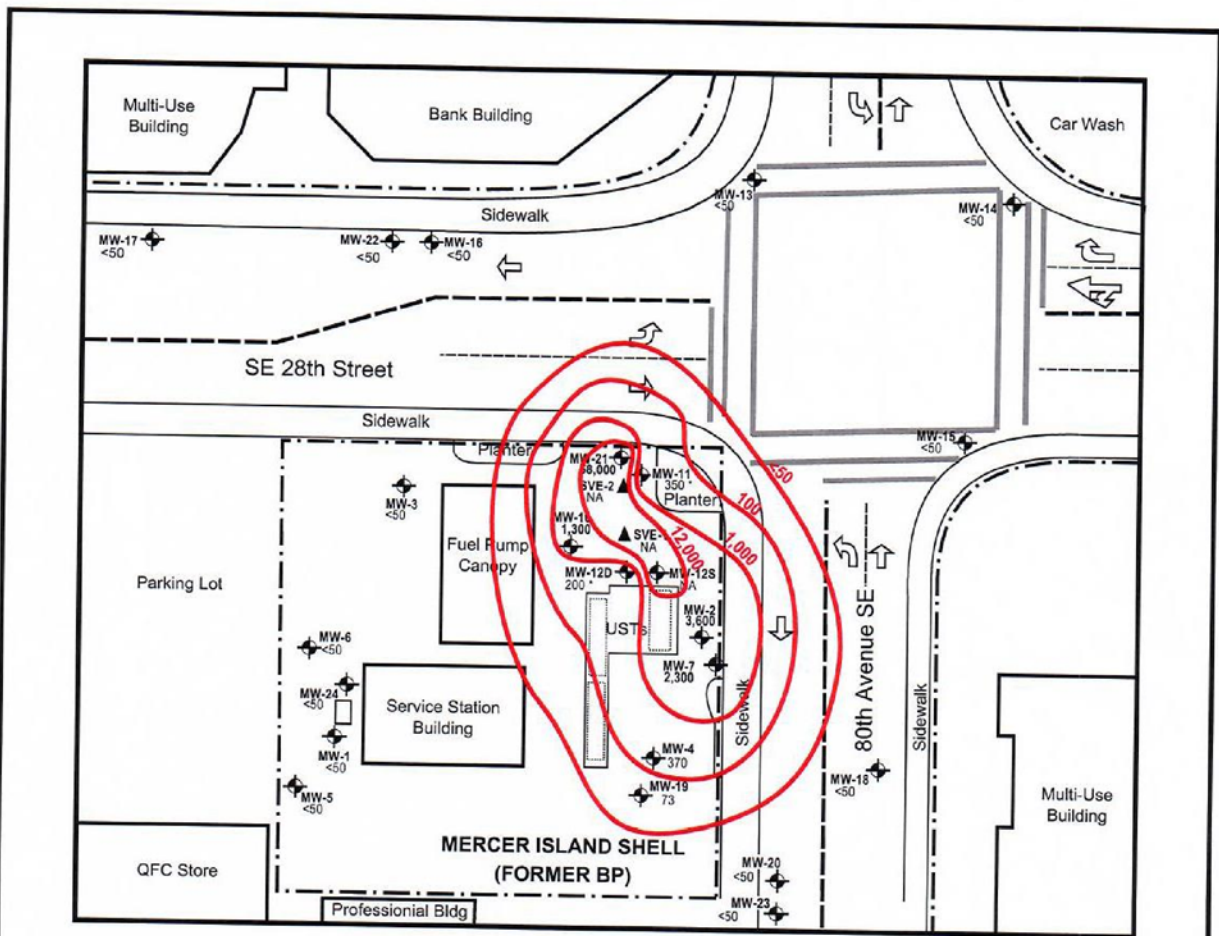 Multi-Use
Building
Bank Building
Car Wash
MW-13
<50
MW-14
<50
Sidewalk
MW-17
<50
MW-22
<50
MW-16
<50
SE 28th Street
Sidewalk
MW-15
<50
Planter
MW-21
58,000
MW-11
350 *
<50
SVE-2
NA
Planter
100
MW-3
<50
1,300
SVE-
NA
12,000
1,000
Fuel Pump
Canopy
MW-12D
200 *
MW-12S
NA
Parking Lot
USTs
MW-2
3,600
MW-6
<50
MW-7
2,300
MW-24
<50
Service Station
Building
Sidewalk
80th Avenue SE
Sidewalk
MW-1
<50
MW-4
370
MW-5
<50
MW-19
73
MW-18
<50
Multi-Use
Building
MERCER ISLAND SHELL
(FORMER BP)
QFC Store
MW-20
<50
MW-23
<50
Professionial Bldg